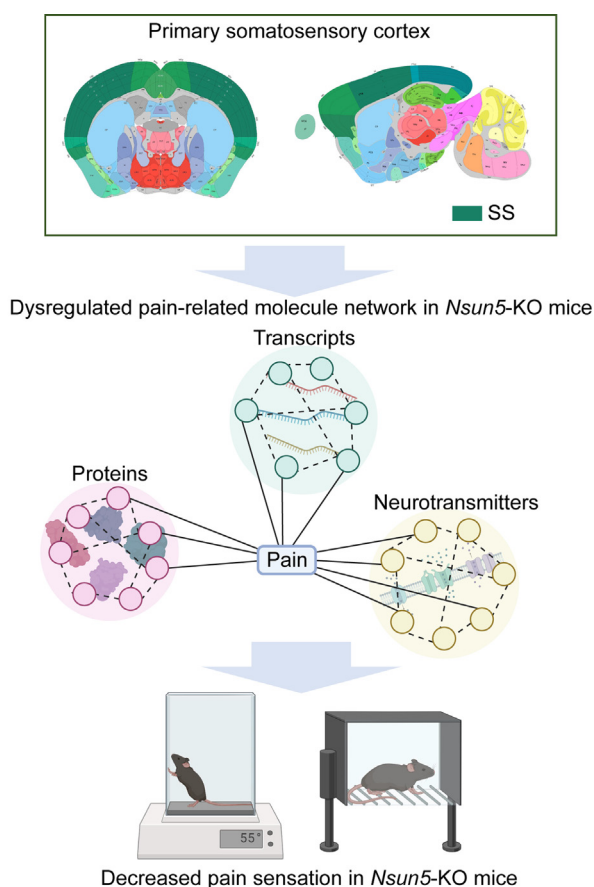 Primary somatosensory cortex
SS
Dysregulated pain-related molecule network in Nsun5-KO mice
Transcripts
Proteins
Neurotransmitters
Pain
55°
Decreased pain sensation in Nsun5-KO mice